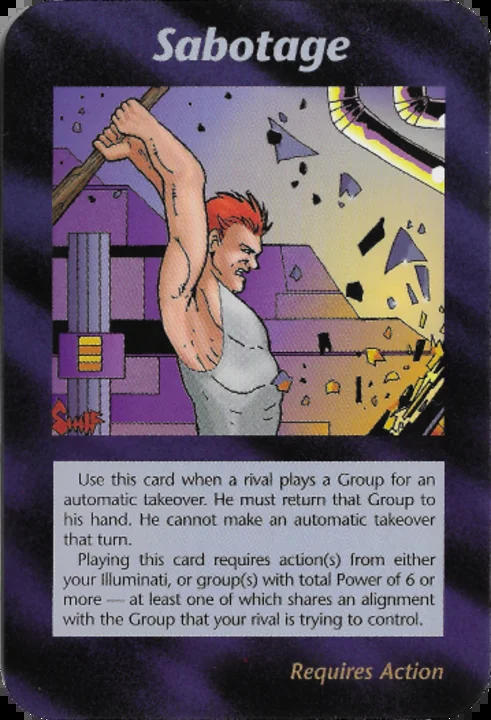 Sabotage
Use this card when a rival plays a Group for an
automatic takeover. He must return that Group to
his hand. He cannot make an automatic takeover
that turn.
Playing this card requires action(s) from either
your Illuminati, or group(s) with total Power of 6 or
more — at least one of which shares an alignment
with the Group that your rival is trying to control.
Requires Action